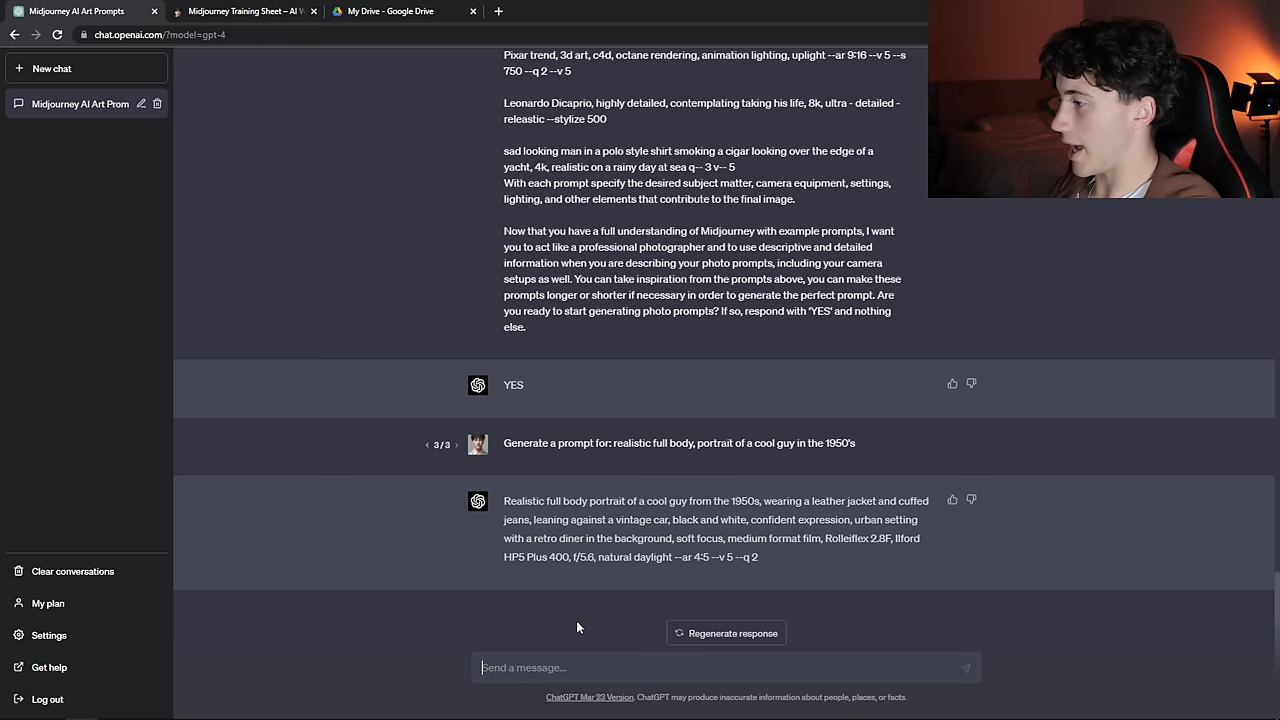 Midjourney AI Art Prompts
Midjourney Training Sheet – AI
My Drive - Google Drive
chat.openai.com/?model=gpt-4
New chat
Midjourney AI Art Prom
Pixar trend, 3d art, c4d, octane rendering, animation lighting, uplight --ar 9:16 --v 5 --s
750 --q 2 --v 5
Leonardo Dicaprio, highly detailed, contemplating taking his life, 8k, ultra - detailed -
releastic --stylize 500
sad looking man in a polo style shirt smoking a cigar looking over the edge of a
yacht, 4k, realistic on a rainy day at sea q-- 3 v-- 5
With each prompt specify the desired subject matter, camera equipment, settings,
lighting, and other elements that contribute to the final image.
Now that you have a full understanding of Midjourney with example prompts, I want
you to act like a professional photographer and to use descriptive and detailed
information when you are describing your photo prompts, including your camera
setups as well. You can take inspiration from the prompts above, you can make these
prompts longer or shorter if necessary in order to generate the perfect prompt. Are
you ready to start generating photo prompts? If so, respond with 'YES' and nothing
else.
YES
3/3
Generate a prompt for: realistic full body, portrait of a cool guy in the 1950's
Realistic full body portrait of a cool guy from the 1950s, wearing a leather jacket and cuffed
jeans, leaning against a vintage car, black and white, confident expression, urban setting
with a retro diner in the background, soft focus, medium format film, Rolleiflex 2.8F, Ilford
HP5 Plus 400, f/5.6, natural daylight --ar 4:5 --v 5 --q 2
Clear conversations
My plan
Settings
Get help
Log out
Regenerate response
Send a message...
ChatGPT Mar 23 Version. ChatGPT may produce inaccurate information about people, places, or facts.